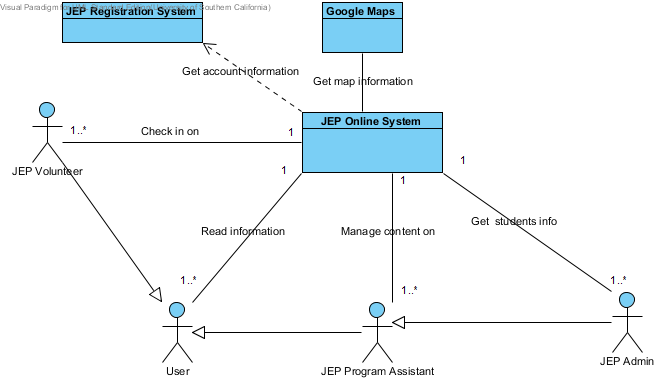 JEP Registration System
Google Maps
Get account information
Get map information
JEP Online System
1..*
Check in on
1
JEP Volunteer
1
1
1
Read information
Manage content on
Get students info
1..*
1..*
1..*
User
JEP Program Assistant
JEP Admin